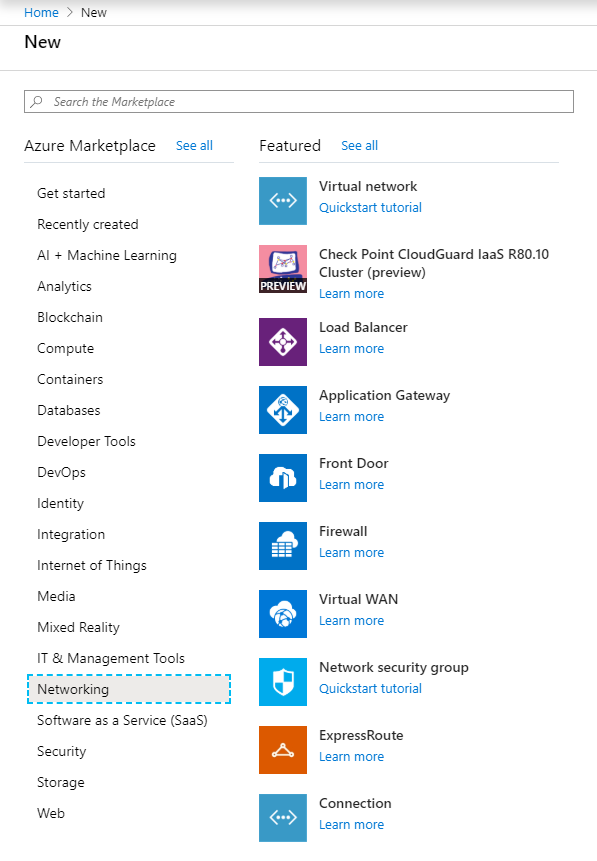 Home > New
New
Search the Marketplace
Azure Marketplace See all
Get started
Recently created
AI + Machine Learning
Analytics
Blockchain
Compute
Containers
Databases
Developer Tools
DevOps
Identity
Integration
Internet of Things
Media
Mixed Reality
IT & Management Tools
Networking
Software as a Service (SaaS)
Security
Storage
Web
Featured See all
Virtual network
Quickstart tutorial
PREVIEW
Check Point CloudGuard IaaS R80.10
Cluster (preview)
Learn more
Load Balancer
Learn more
Application Gateway
Learn more
Front Door
Learn more
Firewall
Learn more
Virtual WAN
Learn more
Network security group
Quickstart tutorial
ExpressRoute
Learn more
Connection
Learn more